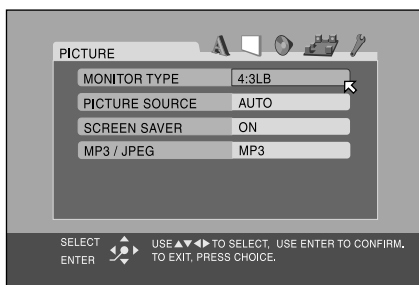 PICTURE
MONITOR TYPE 4:3LB
PICTURE SOURCE AUTO
SCREEN SAVER ON
MP3 / JPEG MP3
SELECT
ENTER
USE▲▼◀▶TO SELECT, USE ENTER TO CONFIRM.
TO EXIT, PRESS CHOICE.